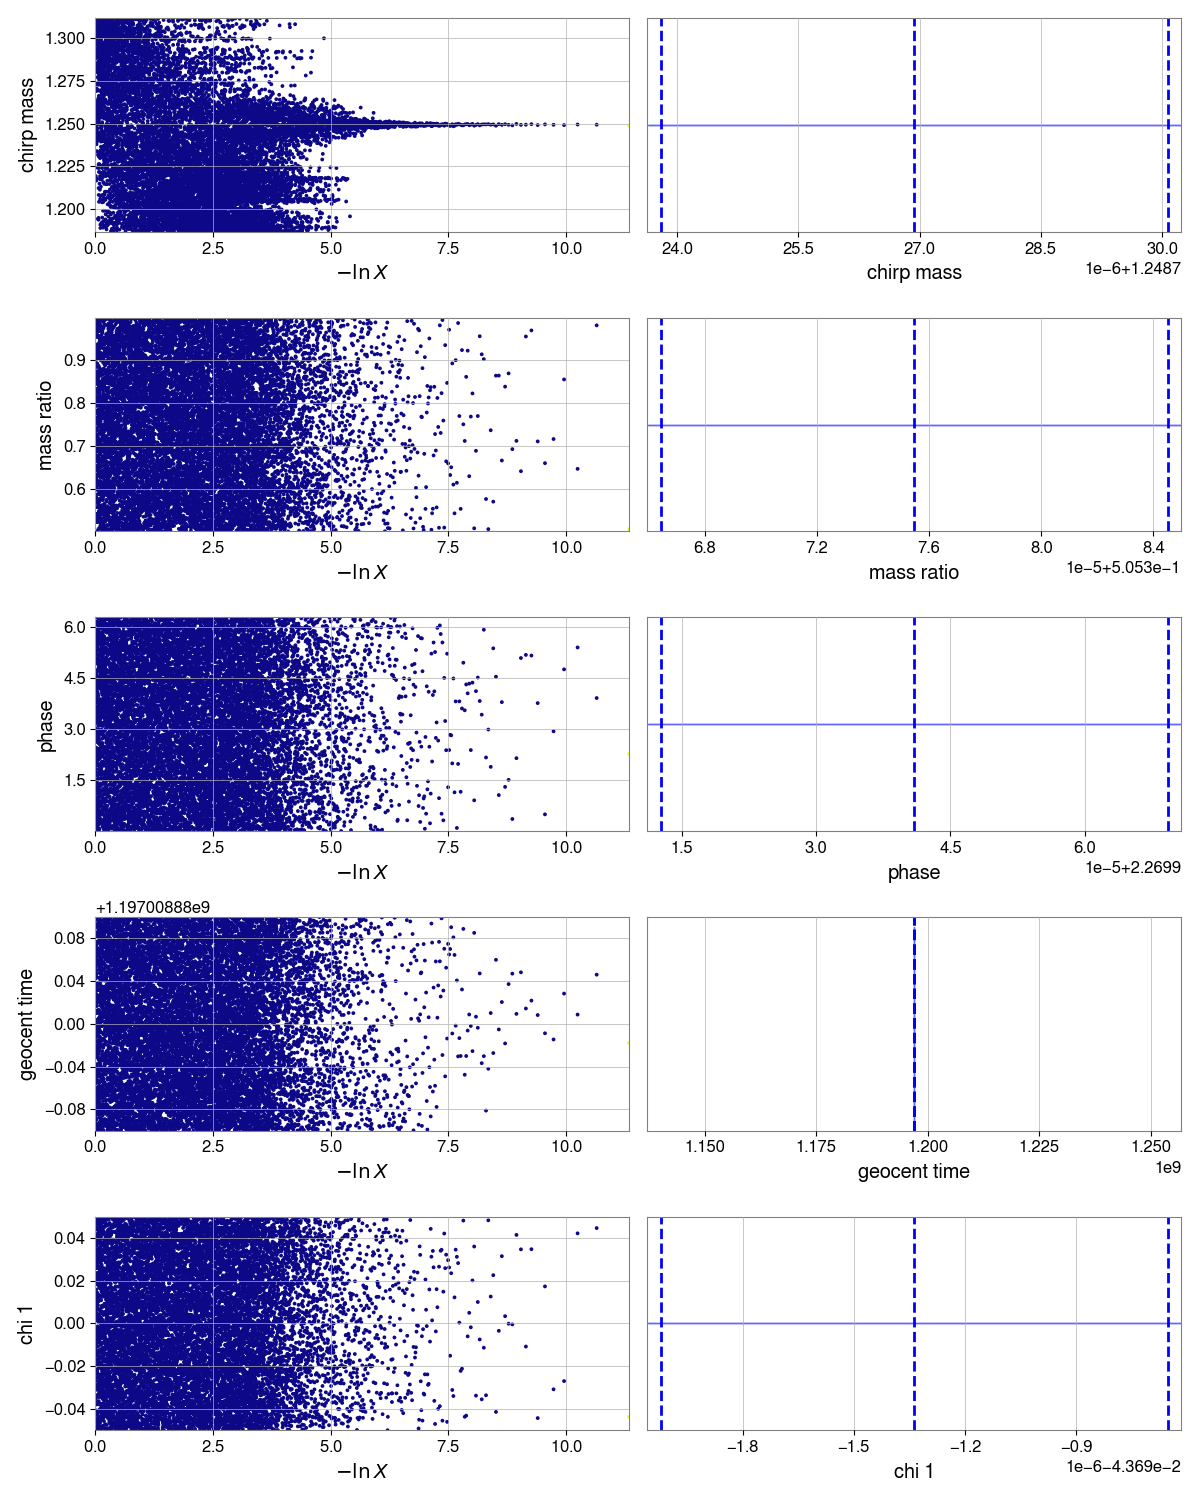 1.300
1.275
1.250
1.225
1.200
chirp mass
0.0 2.5 5.0 7.5 10.0
−ln X
24.0 25.5 27.0 28.5 30.0
1e−6+1.2487
chirp mass
0.9
0.8
0.7
0.6
mass ratio
0.0 2.5 5.0 7.5 10.0
−ln X
6.8 7.2 7.6 8.0 8.4
1e−5+5.053e−1
mass ratio
6.0
4.5
3.0
1.5
phase
0.0 2.5 5.0 7.5 10.0
−ln X
1.5 3.0 4.5 6.0
1e−5+2.2699
phase
+1.19700888e9
0.08
0.04
0.00
−0.04
−0.08
geocent time
0.0 2.5 5.0 7.5 10.0
−ln X
1.150 1.175 1.200 1.225 1.250
1e9
geocent time
0.04
0.02
0.00
−0.02
−0.04
chi 1
0.0 2.5 5.0 7.5 10.0
−ln X
−1.8 −1.5 −1.2 −0.9
1e−6−4.369e−2
chi 1